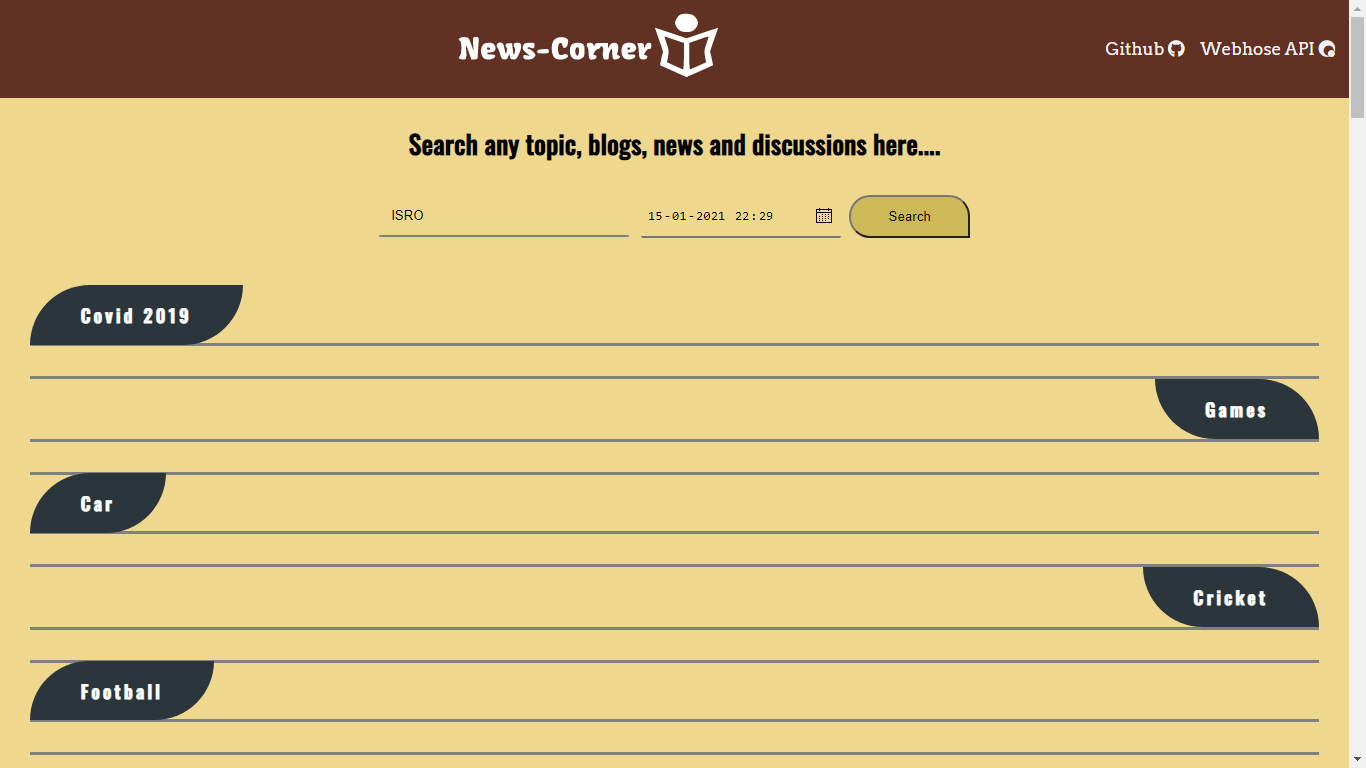 News-Corner
Github Webhose API
Search any topic, blogs, news and discussions here....
ISRO 15-01-2021 22:29 Search
Covid 2019
Games
Car
Cricket
Football